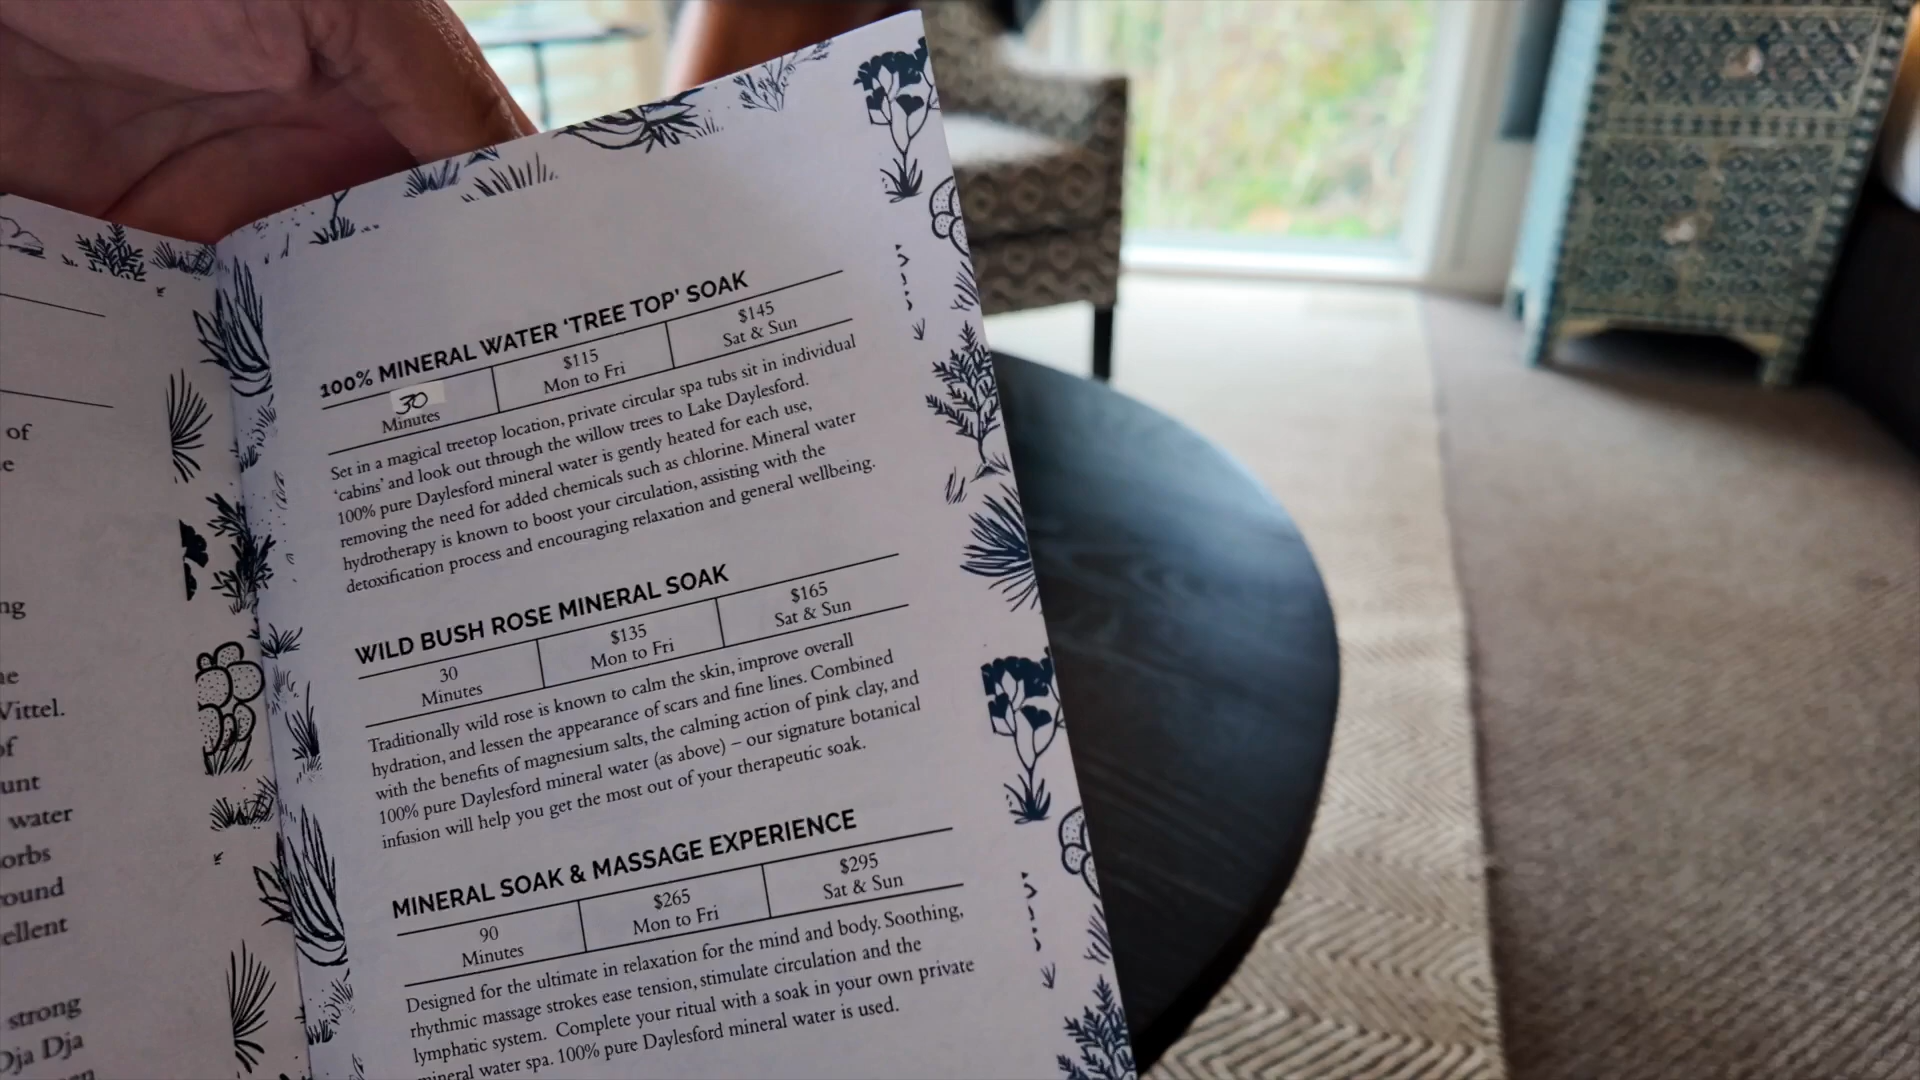 of
e
ng
ne
Vittel.
of
unt
water
orbs
round
ellent
strong
Dja Dja
100% MINERAL WATER 'TREE TOP' SOAK
30
Minutes
$115
Mon to Fri
$145
Sat & Sun
Set in a magical treetop location, private circular spa tubs sit in individual
'cabins' and look out through the willow trees to Lake Daylesford.
100% pure Daylesford mineral water is gently heated for each use,
removing the need for added chemicals such as chlorine. Mineral water
hydrotherapy is known to boost your circulation, assisting with the
detoxification process and encouraging relaxation and general wellbeing.
WILD BUSH ROSE MINERAL SOAK
30
Minutes
$135
Mon to Fri
$165
Sat & Sun
Traditionally wild rose is known to calm the skin, improve overall
hydration, and lessen the appearance of scars and fine lines. Combined
with the benefits of magnesium salts, the calming action of pink clay, and
100% pure Daylesford mineral water (as above) – our signature botanical
infusion will help you get the most out of your therapeutic soak.
MINERAL SOAK & MASSAGE EXPERIENCE
90
Minutes
$265
Mon to Fri
$295
Sat & Sun
Designed for the ultimate in relaxation for the mind and body. Soothing,
rhythmic massage strokes ease tension, stimulate circulation and the
lymphatic system. Complete your ritual with a soak in your own private
mineral water spa. 100% pure Daylesford mineral water is used.